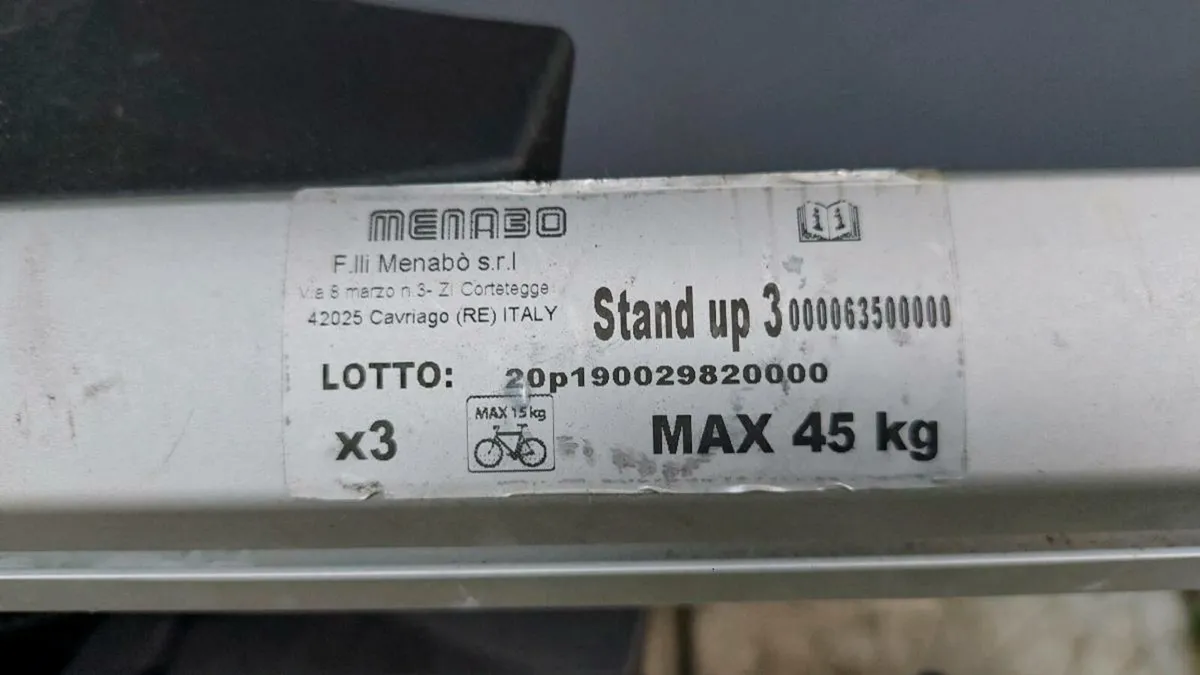 MENABO
F.lli Menabò s.r.l
Via 8 marzo n.3- ZI Cortetegge
42025 Cavriago (RE) ITALY
Stand up 3 000063500000
LOTTO: 20p190029820000
x3
MAX 15 kg
MAX 45 kg